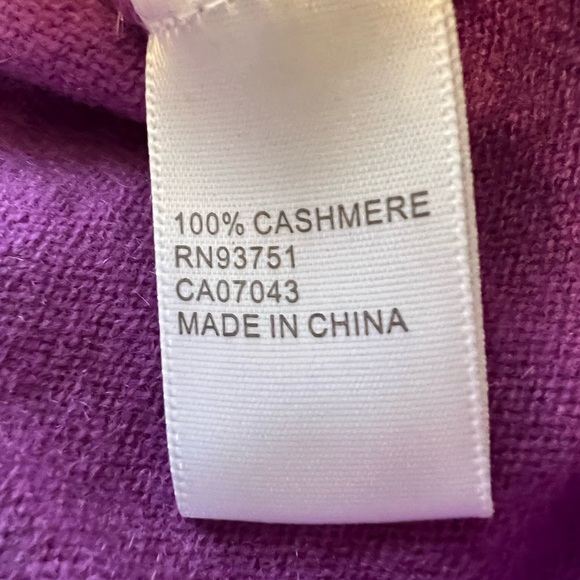 100% CASHMERE
RN93751
CA07043
MADE IN CHINA